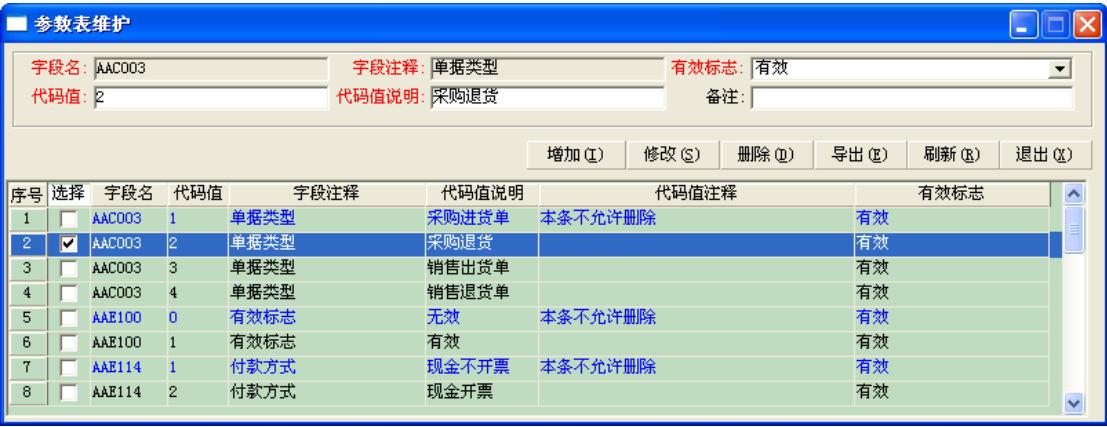 参数表维护
字段名: AAC003 字段注释: 单据类型 有效标志: 有效
代码值: 2 代码值说明: 采购退货 备注:
增加(I) 修改(S) 删除(D) 导出(E) 刷新(R) 退出(X)
序号 选择 字段名 代码值 字段注释 代码值说明 代码值注释 有效标志
1 AAC003 1 单据类型 采购进货单 本条不允许删除 有效
2 AAC003 2 单据类型 采购退货 有效
3 AAC003 3 单据类型 销售出货单 有效
4 AAC003 4 单据类型 销售退货单 有效
5 AAE100 0 有效标志 无效 本条不允许删除 有效
6 AAE100 1 有效标志 有效 有效
7 AAE114 1 付款方式 现金不开票 本条不允许删除 有效
8 AAE114 2 付款方式 现金开票 有效